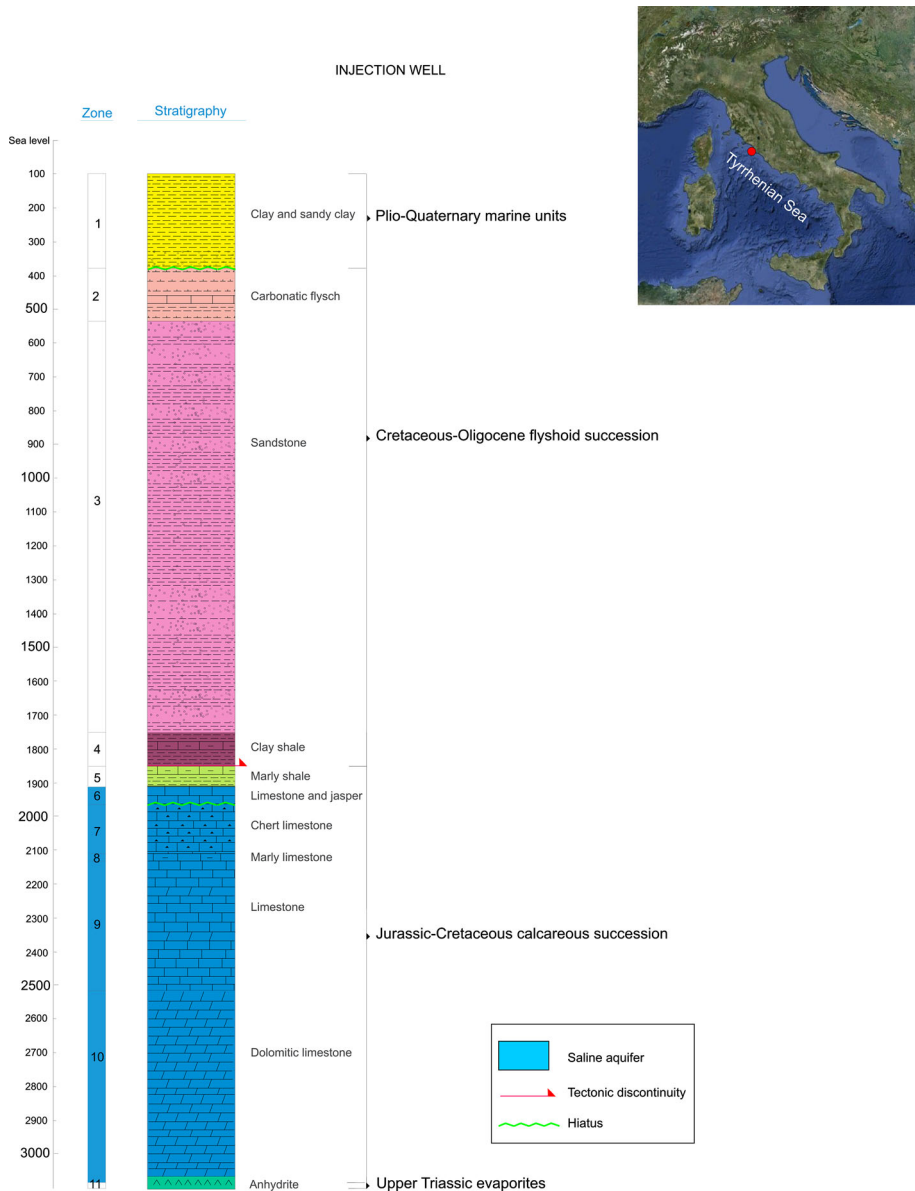 INJECTION WELL
Zone Stratigraphy
Sea level
100
200
300
400
500
600
700
800
900
1000
1100
1200
1300
1400
1500
1600
1700
1800
1900
2000
2100
2200
2300
2400
2500
2600
2700
2800
2900
3000
1
2
3
4
5
6
7
8
9
10
11
Clay and sandy clay
Carbonatic flysch
Sandstone
Clay shale
Marly shale
Limestone and jasper
Chert limestone
Marly limestone
Limestone
Dolomitic limestone
Anhydrite
Plio-Quaternary marine units
Cretaceous-Oligocene flyshoid succession
Jurassic-Cretaceous calcareous succession
Upper Triassic evaporites
Tyrrhenian Sea
Saline aquifer
Tectonic discontinuity
Hiatus